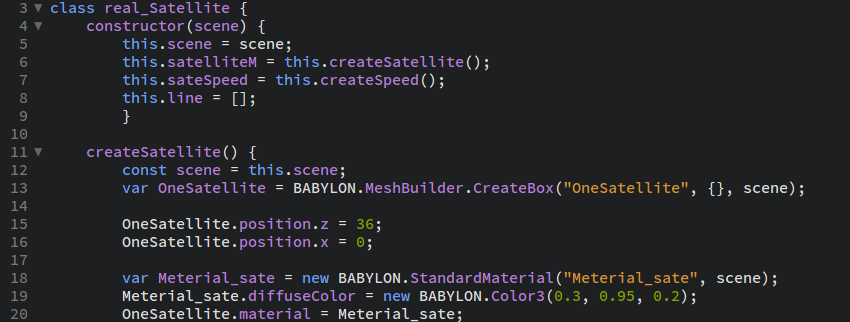 3 class real_Satellite {
4     constructor(scene) {
5         this.scene = scene;
6         this.satelliteM = this.createSatellite();
7         this.sateSpeed = this.createSpeed();
8         this.line = [];
9         }
10
11     createSatellite() {
12         const scene = this.scene;
13         var OneSatellite = BABYLON.MeshBuilder.CreateBox("OneSatellite", {}, scene);
14
15         OneSatellite.position.z = 36;
16         OneSatellite.position.x = 0;
17
18         var Meterial_sate = new BABYLON.StandardMaterial("Meterial_sate", scene);
19         Meterial_sate.diffuseColor = new BABYLON.Color3(0.3, 0.95, 0.2);
20         OneSatellite.material = Meterial_sate;